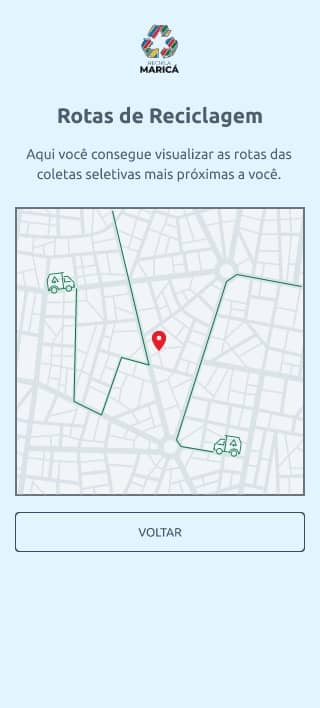 RECICLA
MARICÁ
Rotas de Reciclagem
Aqui você consegue visualizar as rotas das
coletas seletivas mais próximas a você.
VOLTAR